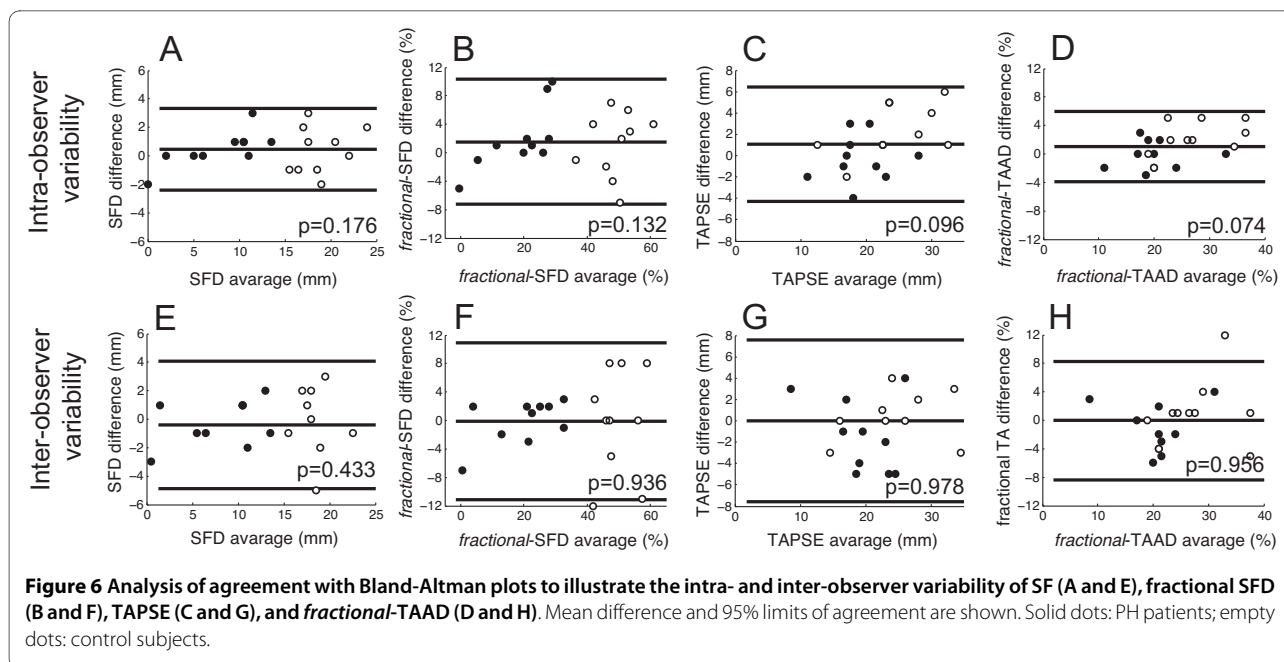 Intra-observer
variability
A
SFD difference (mm)
6
4
2
0
−2
−4
−6
0 5 10 15 20 25
SFD avarage (mm)
p=0.176
B
fractional-SFD difference (%)
12
8
4
0
−4
−8
−12
0 20 40 60
fractional-SFD avarage (%)
p=0.132
C
TAPSE difference (mm)
8
6
4
2
0
−2
−4
−6
−8
10 20 30
TAPSE avarage (mm)
p=0.096
D
fractional-TAAD difference (%)
12
8
4
0
−4
−8
−12
0 10 20 30 40
fractional-TAAD avarage (%)
p=0.074
Inter-observer
variability
E
SFD difference (mm)
6
4
2
0
−2
−4
−6
0 5 10 15 20 25
SFD avarage (mm)
p=0.433
F
fractional-SFD difference (%)
12
8
4
0
−4
−8
−12
0 20 40 60
fractional-SFD avarage (%)
p=0.936
G
TAPSE difference (mm)
8
6
4
2
0
−2
−4
−6
−8
10 20 30
TAPSE avarage (mm)
p=0.978
H
fractional TA difference (%)
12
8
4
0
−4
−8
−12
0 10 20 30 40
fractional-TAAD avarage (%)
p=0.956
Figure 6 Analysis of agreement with Bland-Altman plots to illustrate the intra- and inter-observer variability of SF (A and E), fractional SFD
(B and F), TAPSE (C and G), and fractional-TAAD (D and H). Mean difference and 95% limits of agreement are shown. Solid dots: PH patients; empty
dots: control subjects.